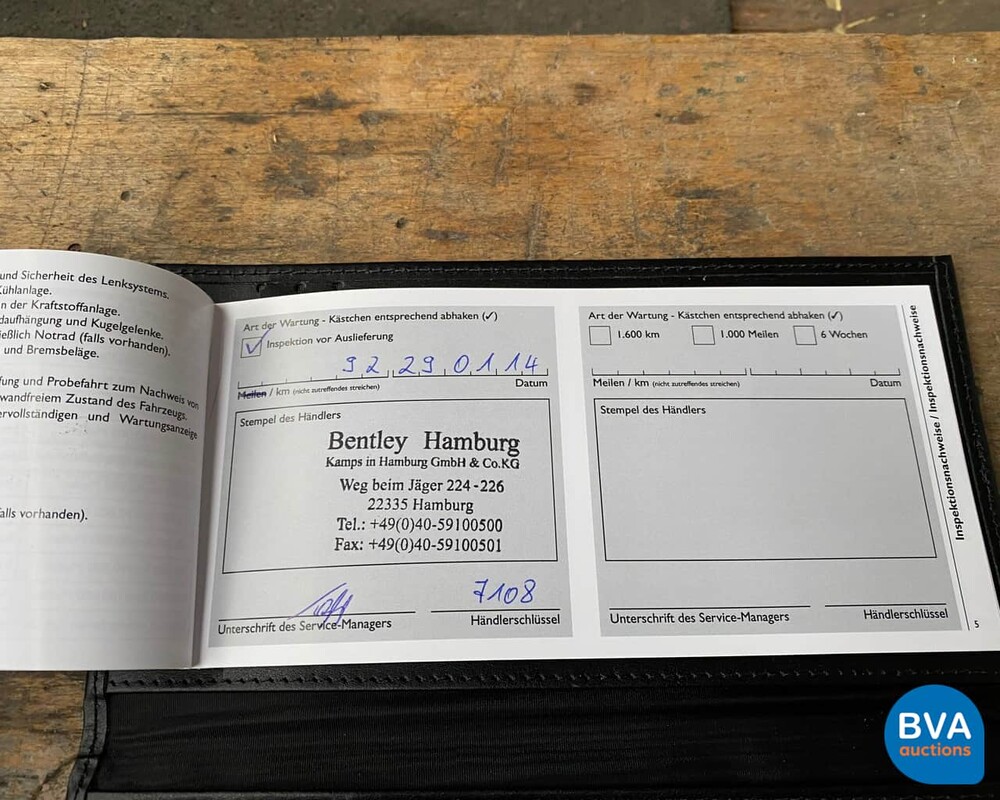 und Sicherheit des Lenksystems.
ühlanlage.
n der Kraftstoffanlage.
daufhängung und Kugelgelenke.
ießlich Notrad (falls vorhanden).
und Bremsbeläge.
fung und Probefahrt zum Nachweis von
wandfreiem Zustand des Fahrzeugs.
ervollständigen und Wartungsanzeige
alls vorhanden).
Art der Wartung - Kästchen entsprechend abhaken (✓)
✓ Inspektion vor Auslieferung
92 29 01 14
Meilen / km (nicht zutreffendes streichen) Datum
Stempel des Händlers
Bentley Hamburg
Kamps in Hamburg GmbH & Co.KG
Weg beim Jäger 224-226
22335 Hamburg
Tel.: +49(0)40-59100500
Fax: +49(0)40-59100501
7108
Unterschrift des Service-Managers Händlerschlüssel
Art der Wartung - Kästchen entsprechend abhaken (✓)
1.600 km 1.000 Meilen 6 Wochen
Meilen / km (nicht zutreffendes streichen) Datum
Stempel des Händlers
Unterschrift des Service-Managers Händlerschlüssel
Inspektionsnachweise / Inspektionsnachweise
5
BVA
auctions